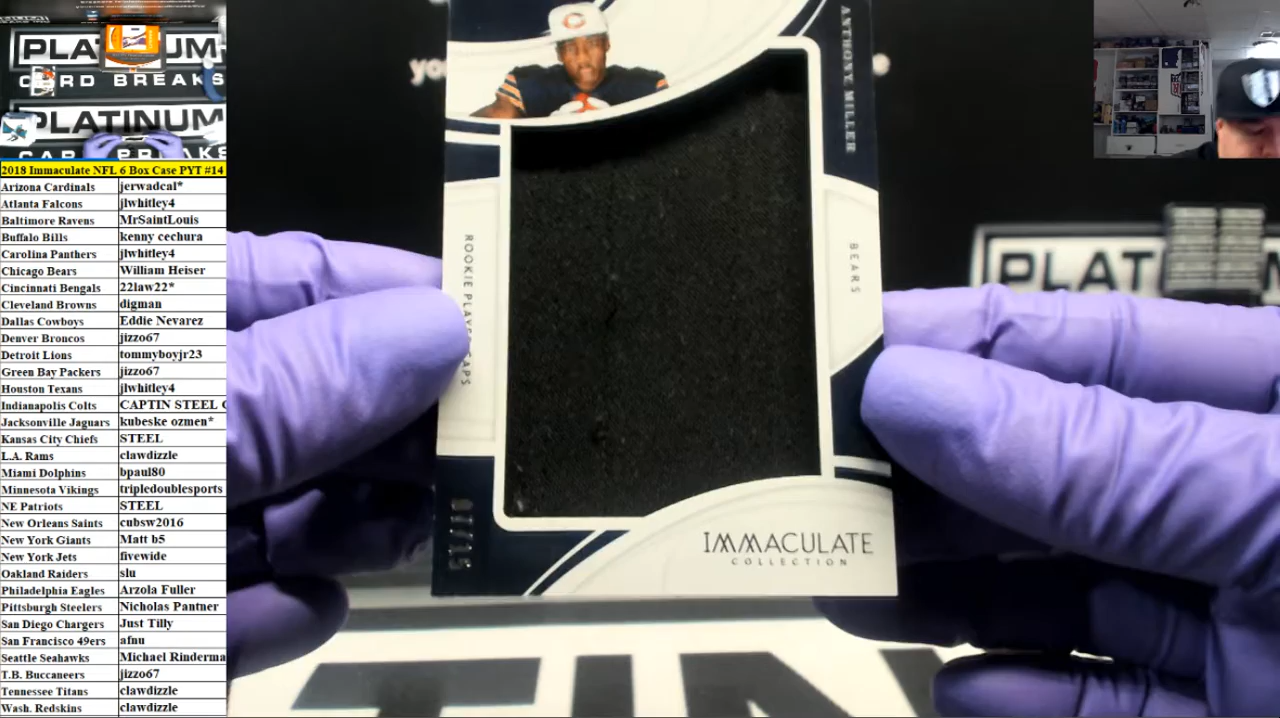 PLATINUM
CARD BREAKS
PLATINUM
CARD BREAKS
2018 Immaculate NFL 6 Box Case PYT #14
Arizona Cardinals jerwadcal*
Atlanta Falcons jlwhitley4
Baltimore Ravens MrSaintLouis
Buffalo Bills kenny cechura
Carolina Panthers jlwhitley4
Chicago Bears William Heiser
Cincinnati Bengals 22law22*
Cleveland Browns digman
Dallas Cowboys Eddie Nevarez
Denver Broncos jizzo67
Detroit Lions tommyboyjr23
Green Bay Packers jizzo67
Houston Texans jlwhitley4
Indianapolis Colts CAPTIN STEEL
Jacksonville Jaguars kubeske ozmen*
Kansas City Chiefs STEEL
L.A. Rams clawdizzle
Miami Dolphins bpaul80
Minnesota Vikings tripledoublesports
NE Patriots STEEL
New Orleans Saints cubsw2016
New York Giants Matt b5
New York Jets fivewide
Oakland Raiders slu
Philadelphia Eagles Arzola Fuller
Pittsburgh Steelers Nicholas Pantner
San Diego Chargers Just Tilly
San Francisco 49ers afnu
Seattle Seahawks Michael Rinderma
T.B. Buccaneers jizzo67
Tennessee Titans clawdizzle
Wash. Redskins clawdizzle
yo
e
ANTHONY MILLER
ROOKIE PLAYER CAPS
BEARS
IMMACULATE
COLLECTION
PLAT
TIN